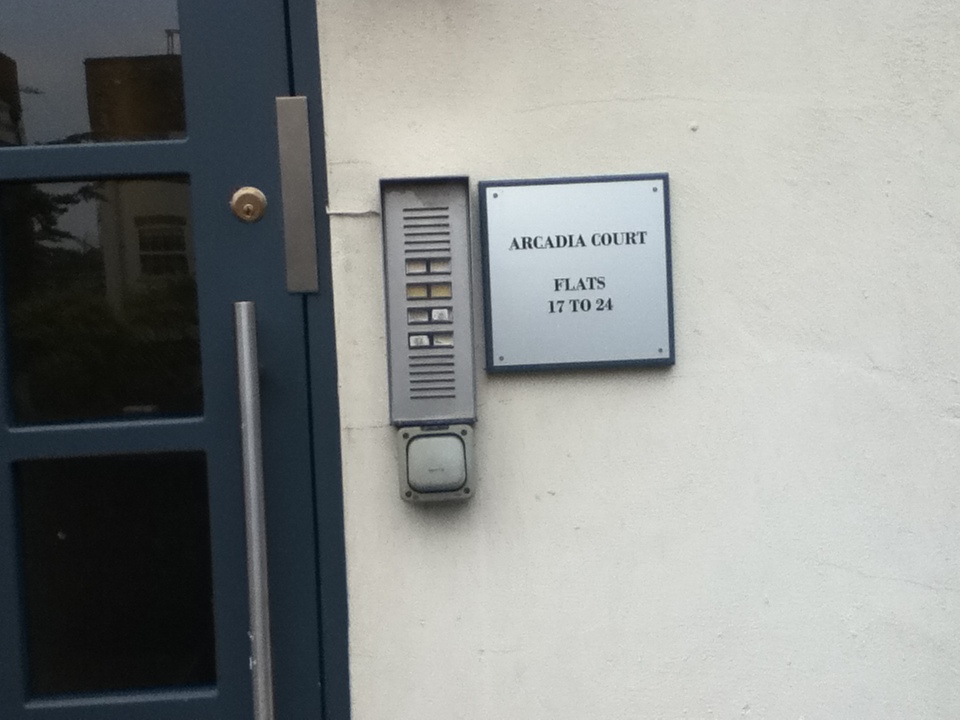 ARCADIA COURT
FLATS
17 TO 24